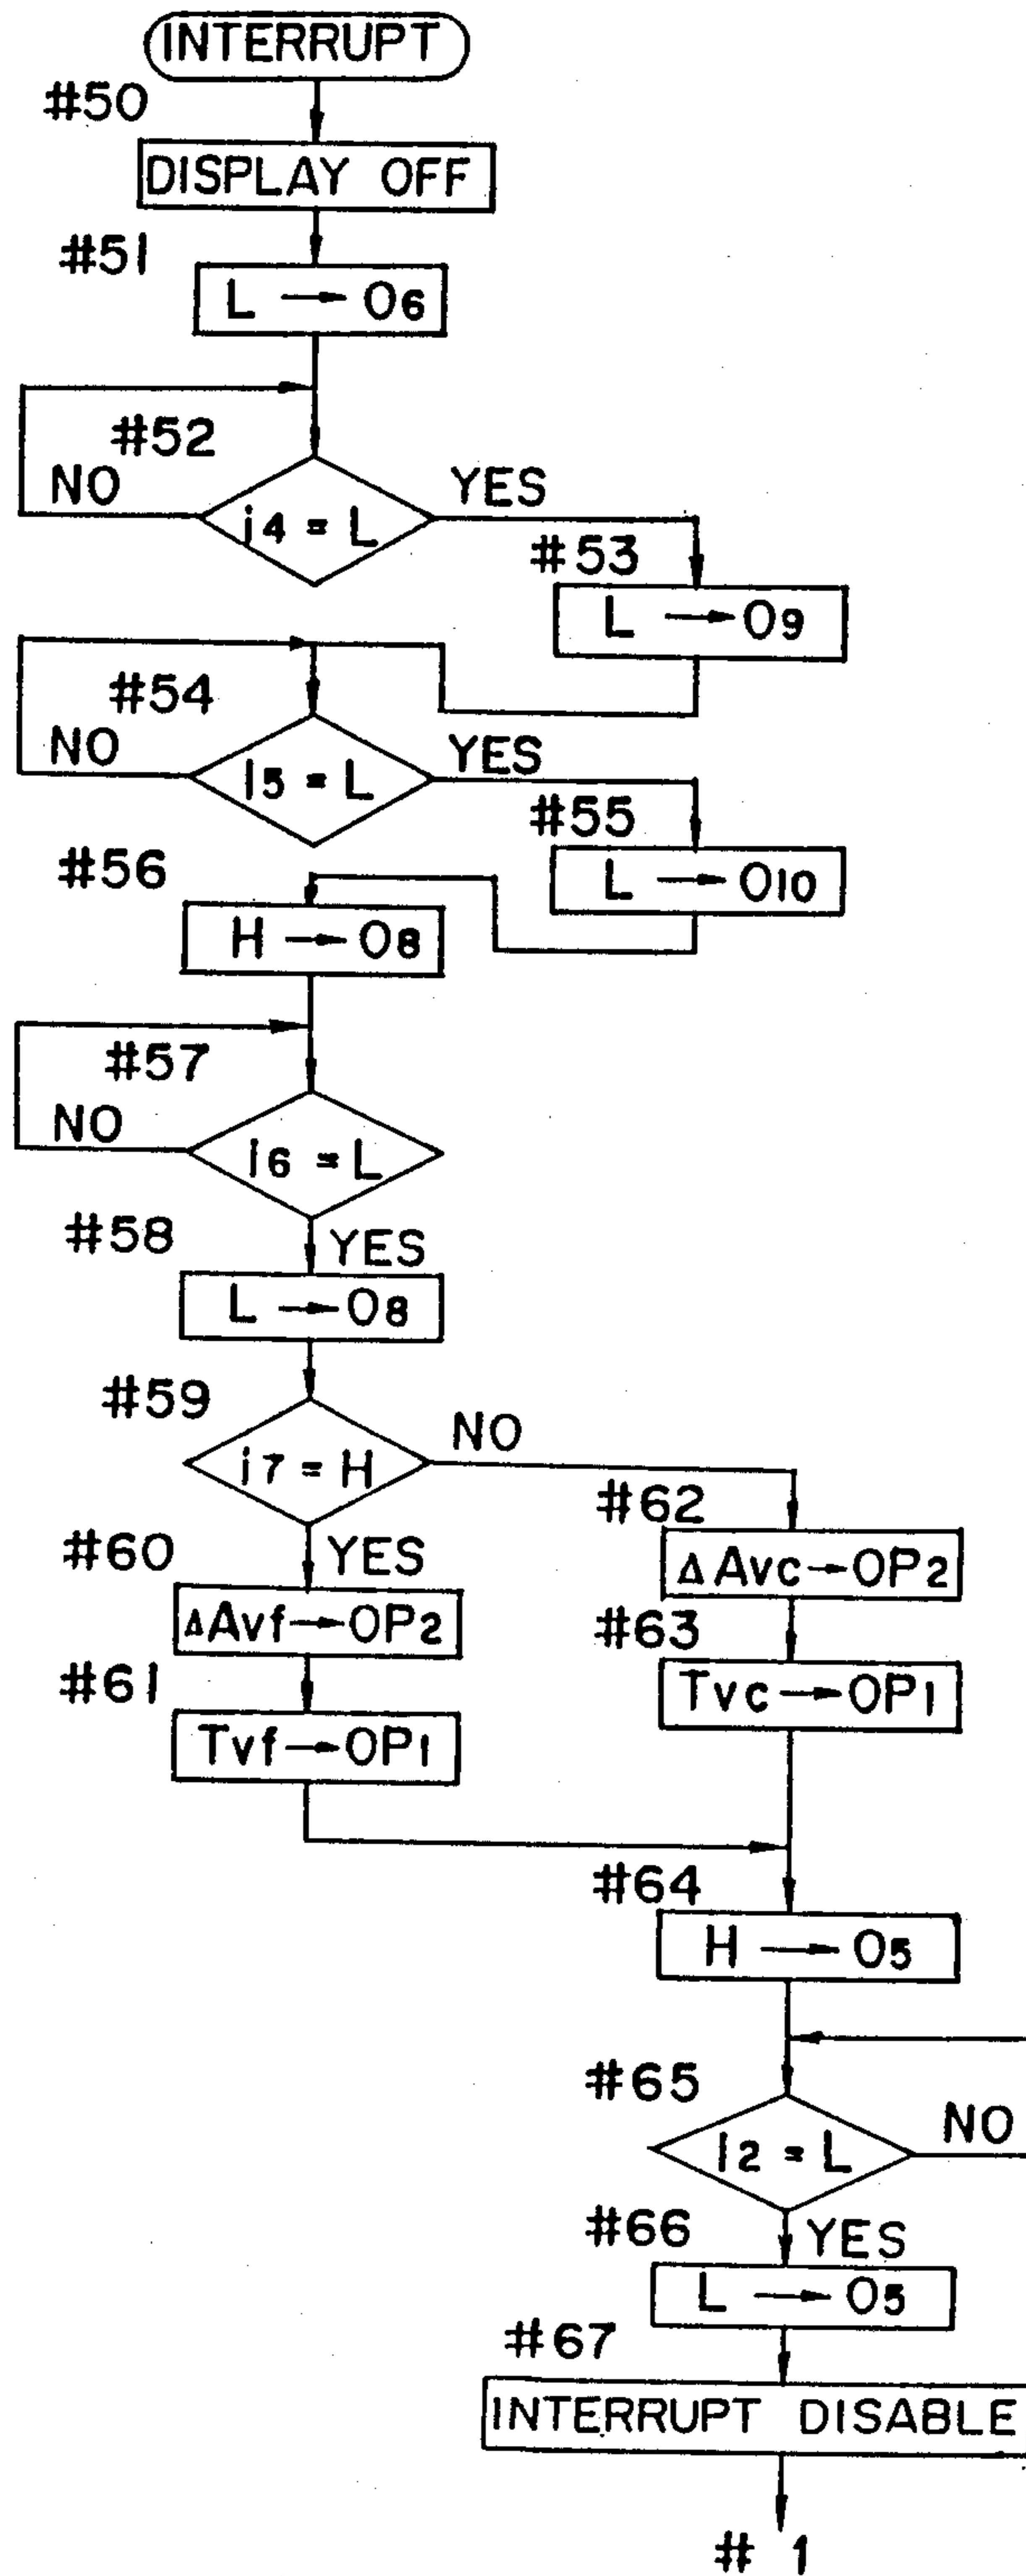 INTERRUPT
#50
DISPLAY OFF
#51
L → O6
#52
NO
i4 = L
YES
#53
L → O9
#54
NO
I5 = L
YES
#55
L → O10
#56
H → O8
#57
NO
I6 = L
#58
YES
L → O8
#59
i7 = H
NO
#62
ΔAvc → OP2
#60
YES
ΔAvf → OP2
#63
Tvc → OP1
#61
Tvf → OP1
#64
H → O5
#65
I2 = L
NO
#66
YES
L → O5
#67
INTERRUPT DISABLE
# 1